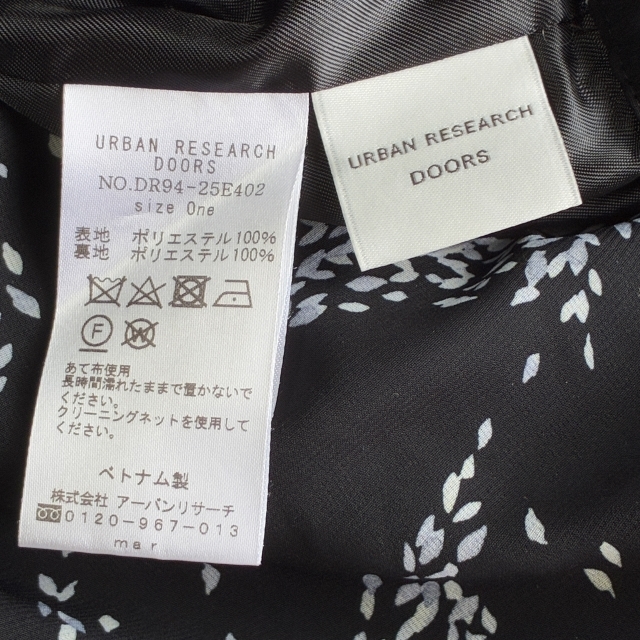 URBAN RESEARCH
DOORS
NO.DR94-25E402
size One
表地 ポリエステル100%
裏地 ポリエステル100%
F
W
あて布使用
長時間濡れたままで置かないで
ください。
クリーニングネットを使用して
ください。
ベトナム製
株式会社 アーバンリサーチ
0120-967-013
mar
URBAN RESEARCH
DOORS